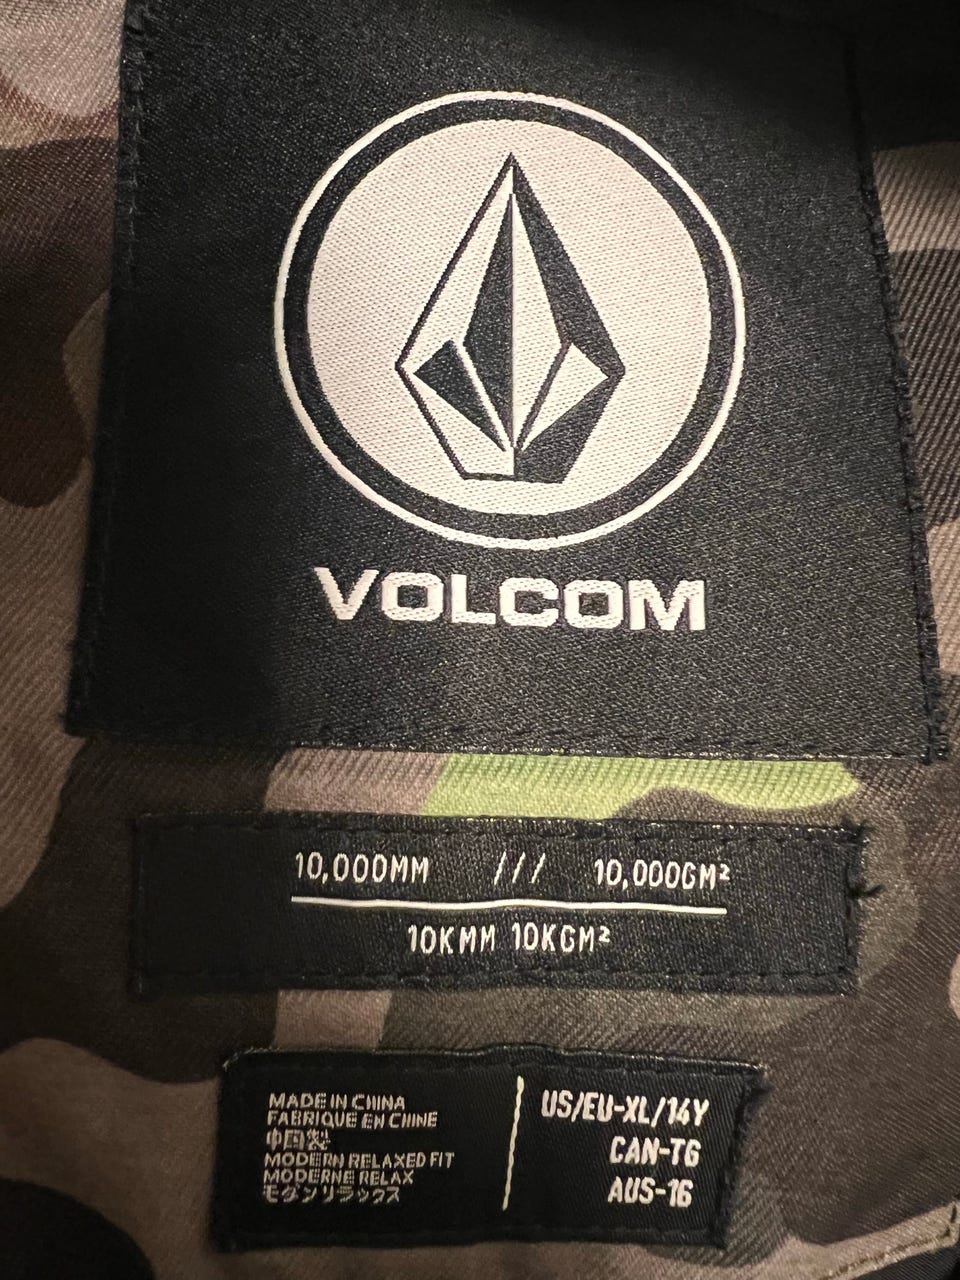 VOLCOM
10,000MM /// 10,000GM²
10KMM 10KGM²
MADE IN CHINA
FABRIQUE EN CHINE
中国製
MODERN RELAXED FIT
MODERNE RELAX
モダンリラックス
US/EU-XL/14Y
CAN-TG
AUS-16